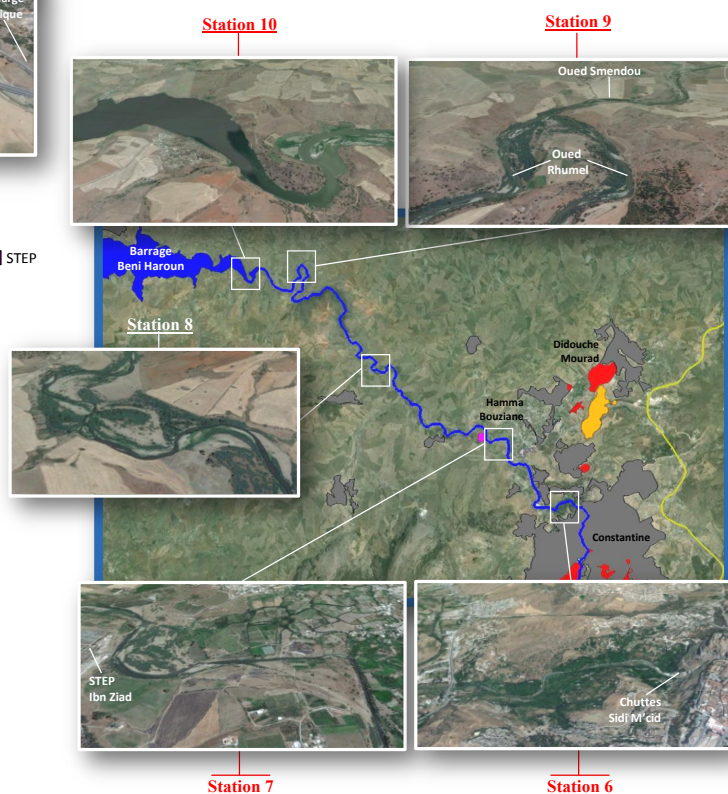 ique
Station 10
Station 9
Oued Smendou
Oued
Rhumel
STEP
Barrage
Beni Haroun
Station 8
Didouche
Mourad
Hamma
Bouziane
Constantine
STEP
Ibn Ziad
Chuttes
Sidi M'cid
Station 7
Station 6